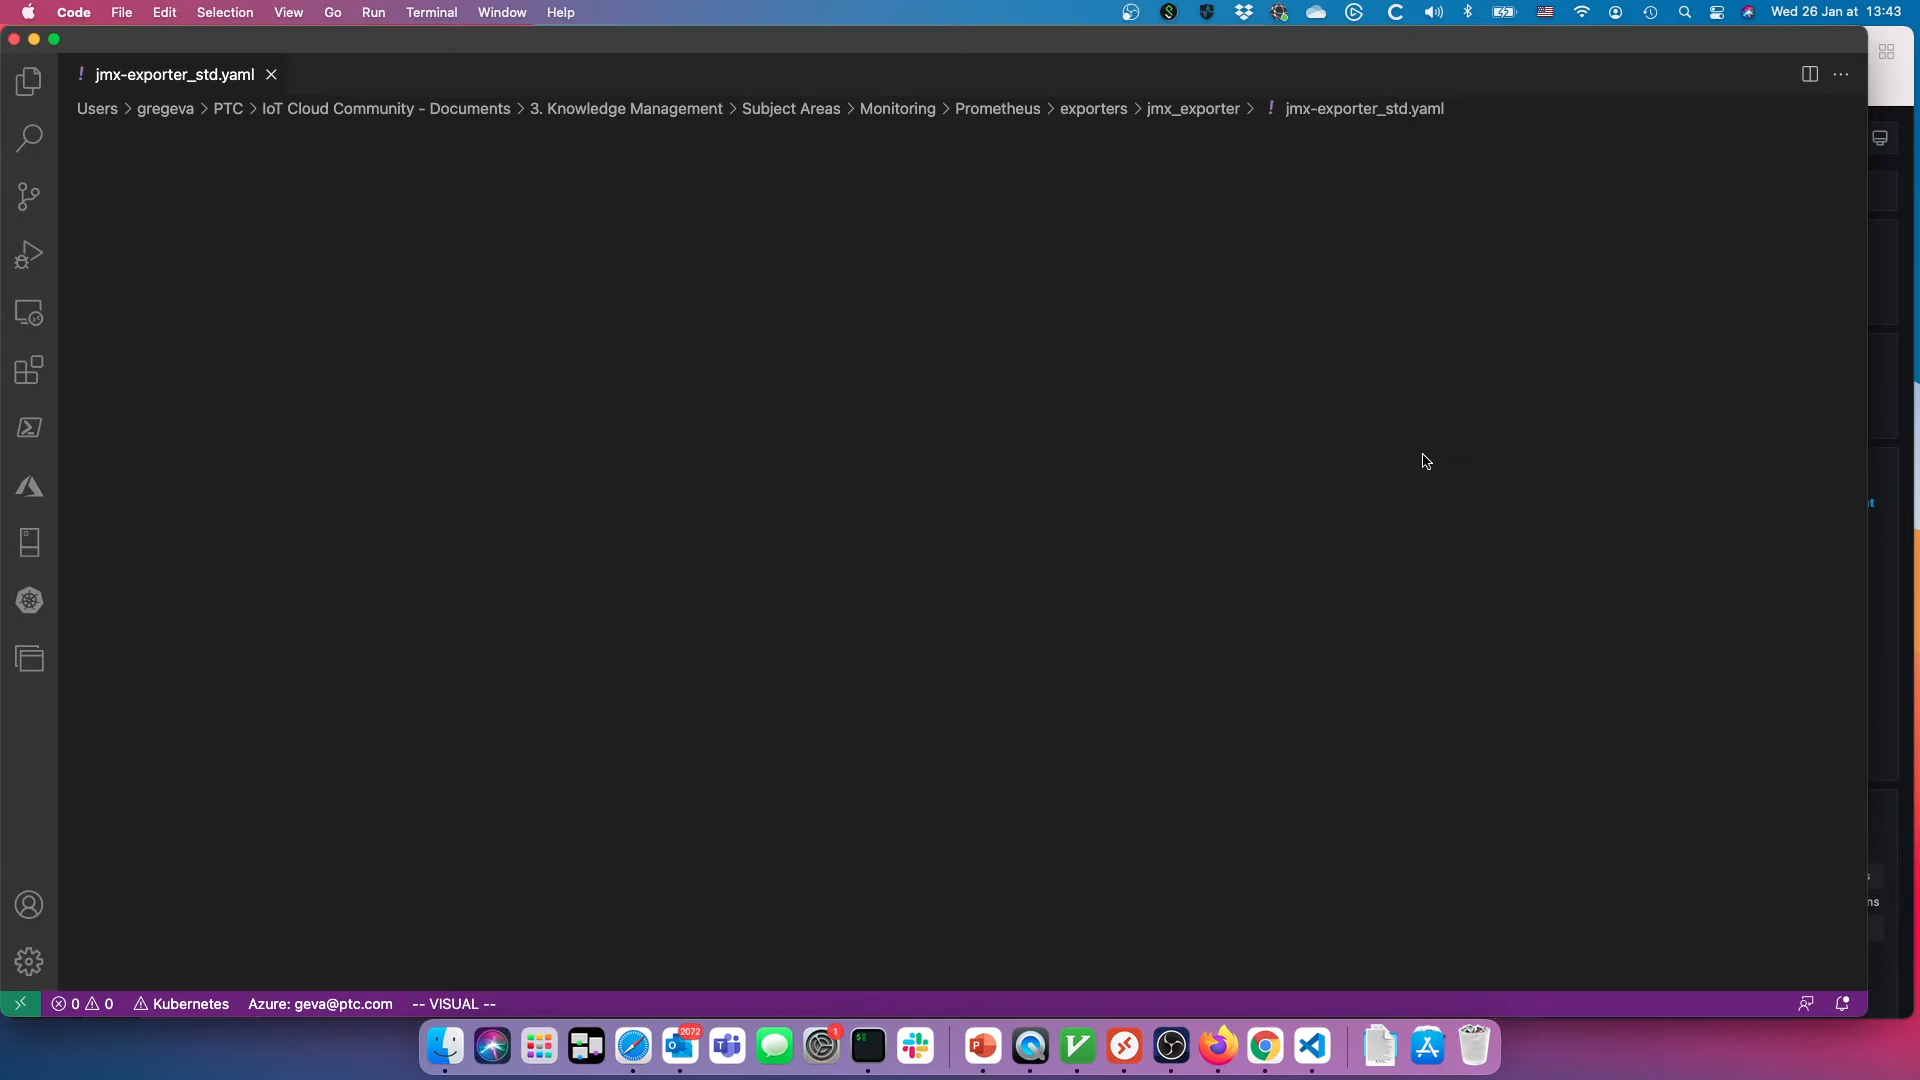 Code File Edit Selection View Go Run Terminal Window Help Wed 26 Jan at 13:43
! jmx-exporter_std.yaml
Users > gregeva > PTC > IoT Cloud Community - Documents > 3. Knowledge Management > Subject Areas > Monitoring > Prometheus > exporters > jmx_exporter > ! jmx-exporter_std.yaml
ns
0 0 Kubernetes Azure: geva@ptc.com -- VISUAL --
2072 1